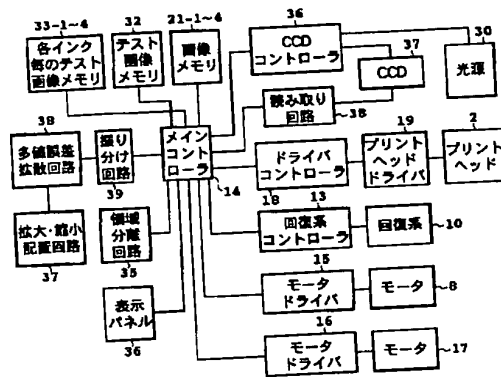 33-1~4
32
21-1~4
36
30
各インク
毎のテスト
画像メモリ
テスト
画像
メモリ
画像
メモリ
CCD
コントローラ
37
CCD
光源
読み取り
回路
38
38
多値誤差
拡散回路
振り
分け
回路
39
メイン
コント
ローラ
14
ドライバ
コントローラ
18
19
プリント
ヘッド
ドライバ
2
プリント
ヘッド
拡大・縮小
配置回路
37
領域
分離
回路
35
13
回復系
コントローラ
回復系
10
表示
パネル
36
15
モータ
ドライバ
モータ
8
16
モータ
ドライバ
モータ
17